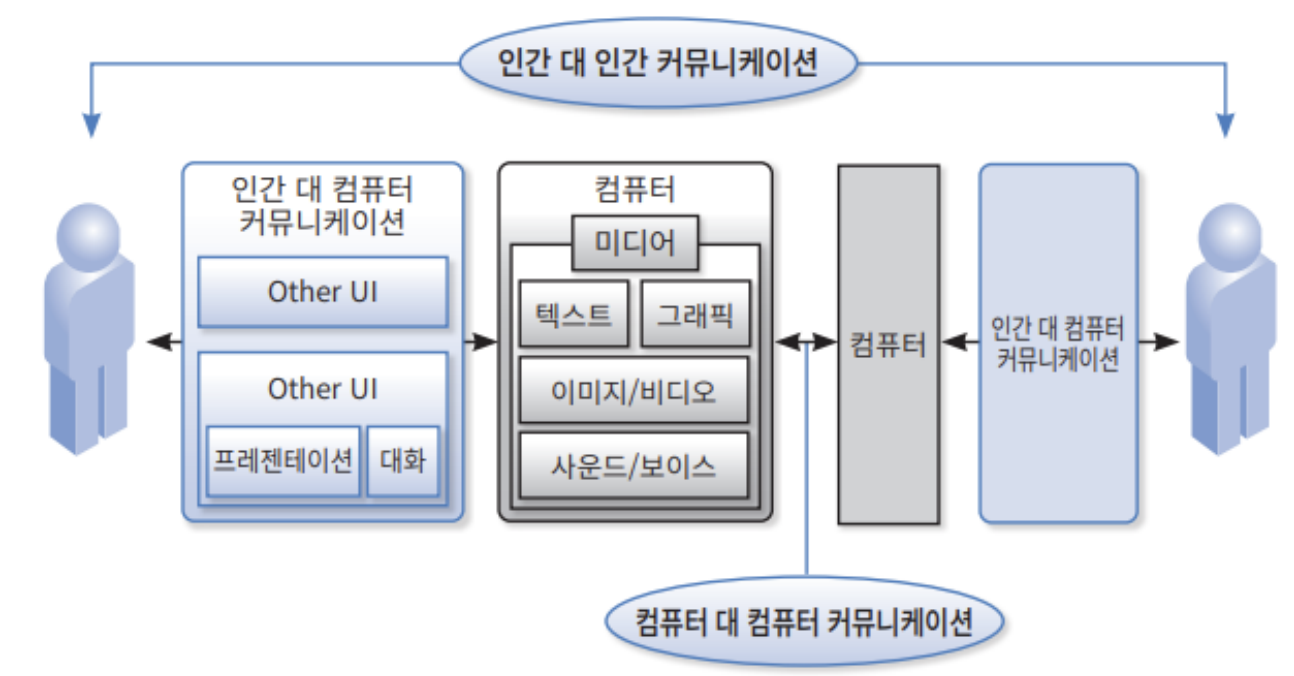 인간 대 인간 커뮤니케이션
인간 대 컴퓨터
커뮤니케이션
Other UI
Other UI
프레젠테이션
대화
컴퓨터
미디어
텍스트
그래픽
이미지/비디오
사운드/보이스
컴퓨터
인간 대 컴퓨터
커뮤니케이션
컴퓨터 대 컴퓨터 커뮤니케이션